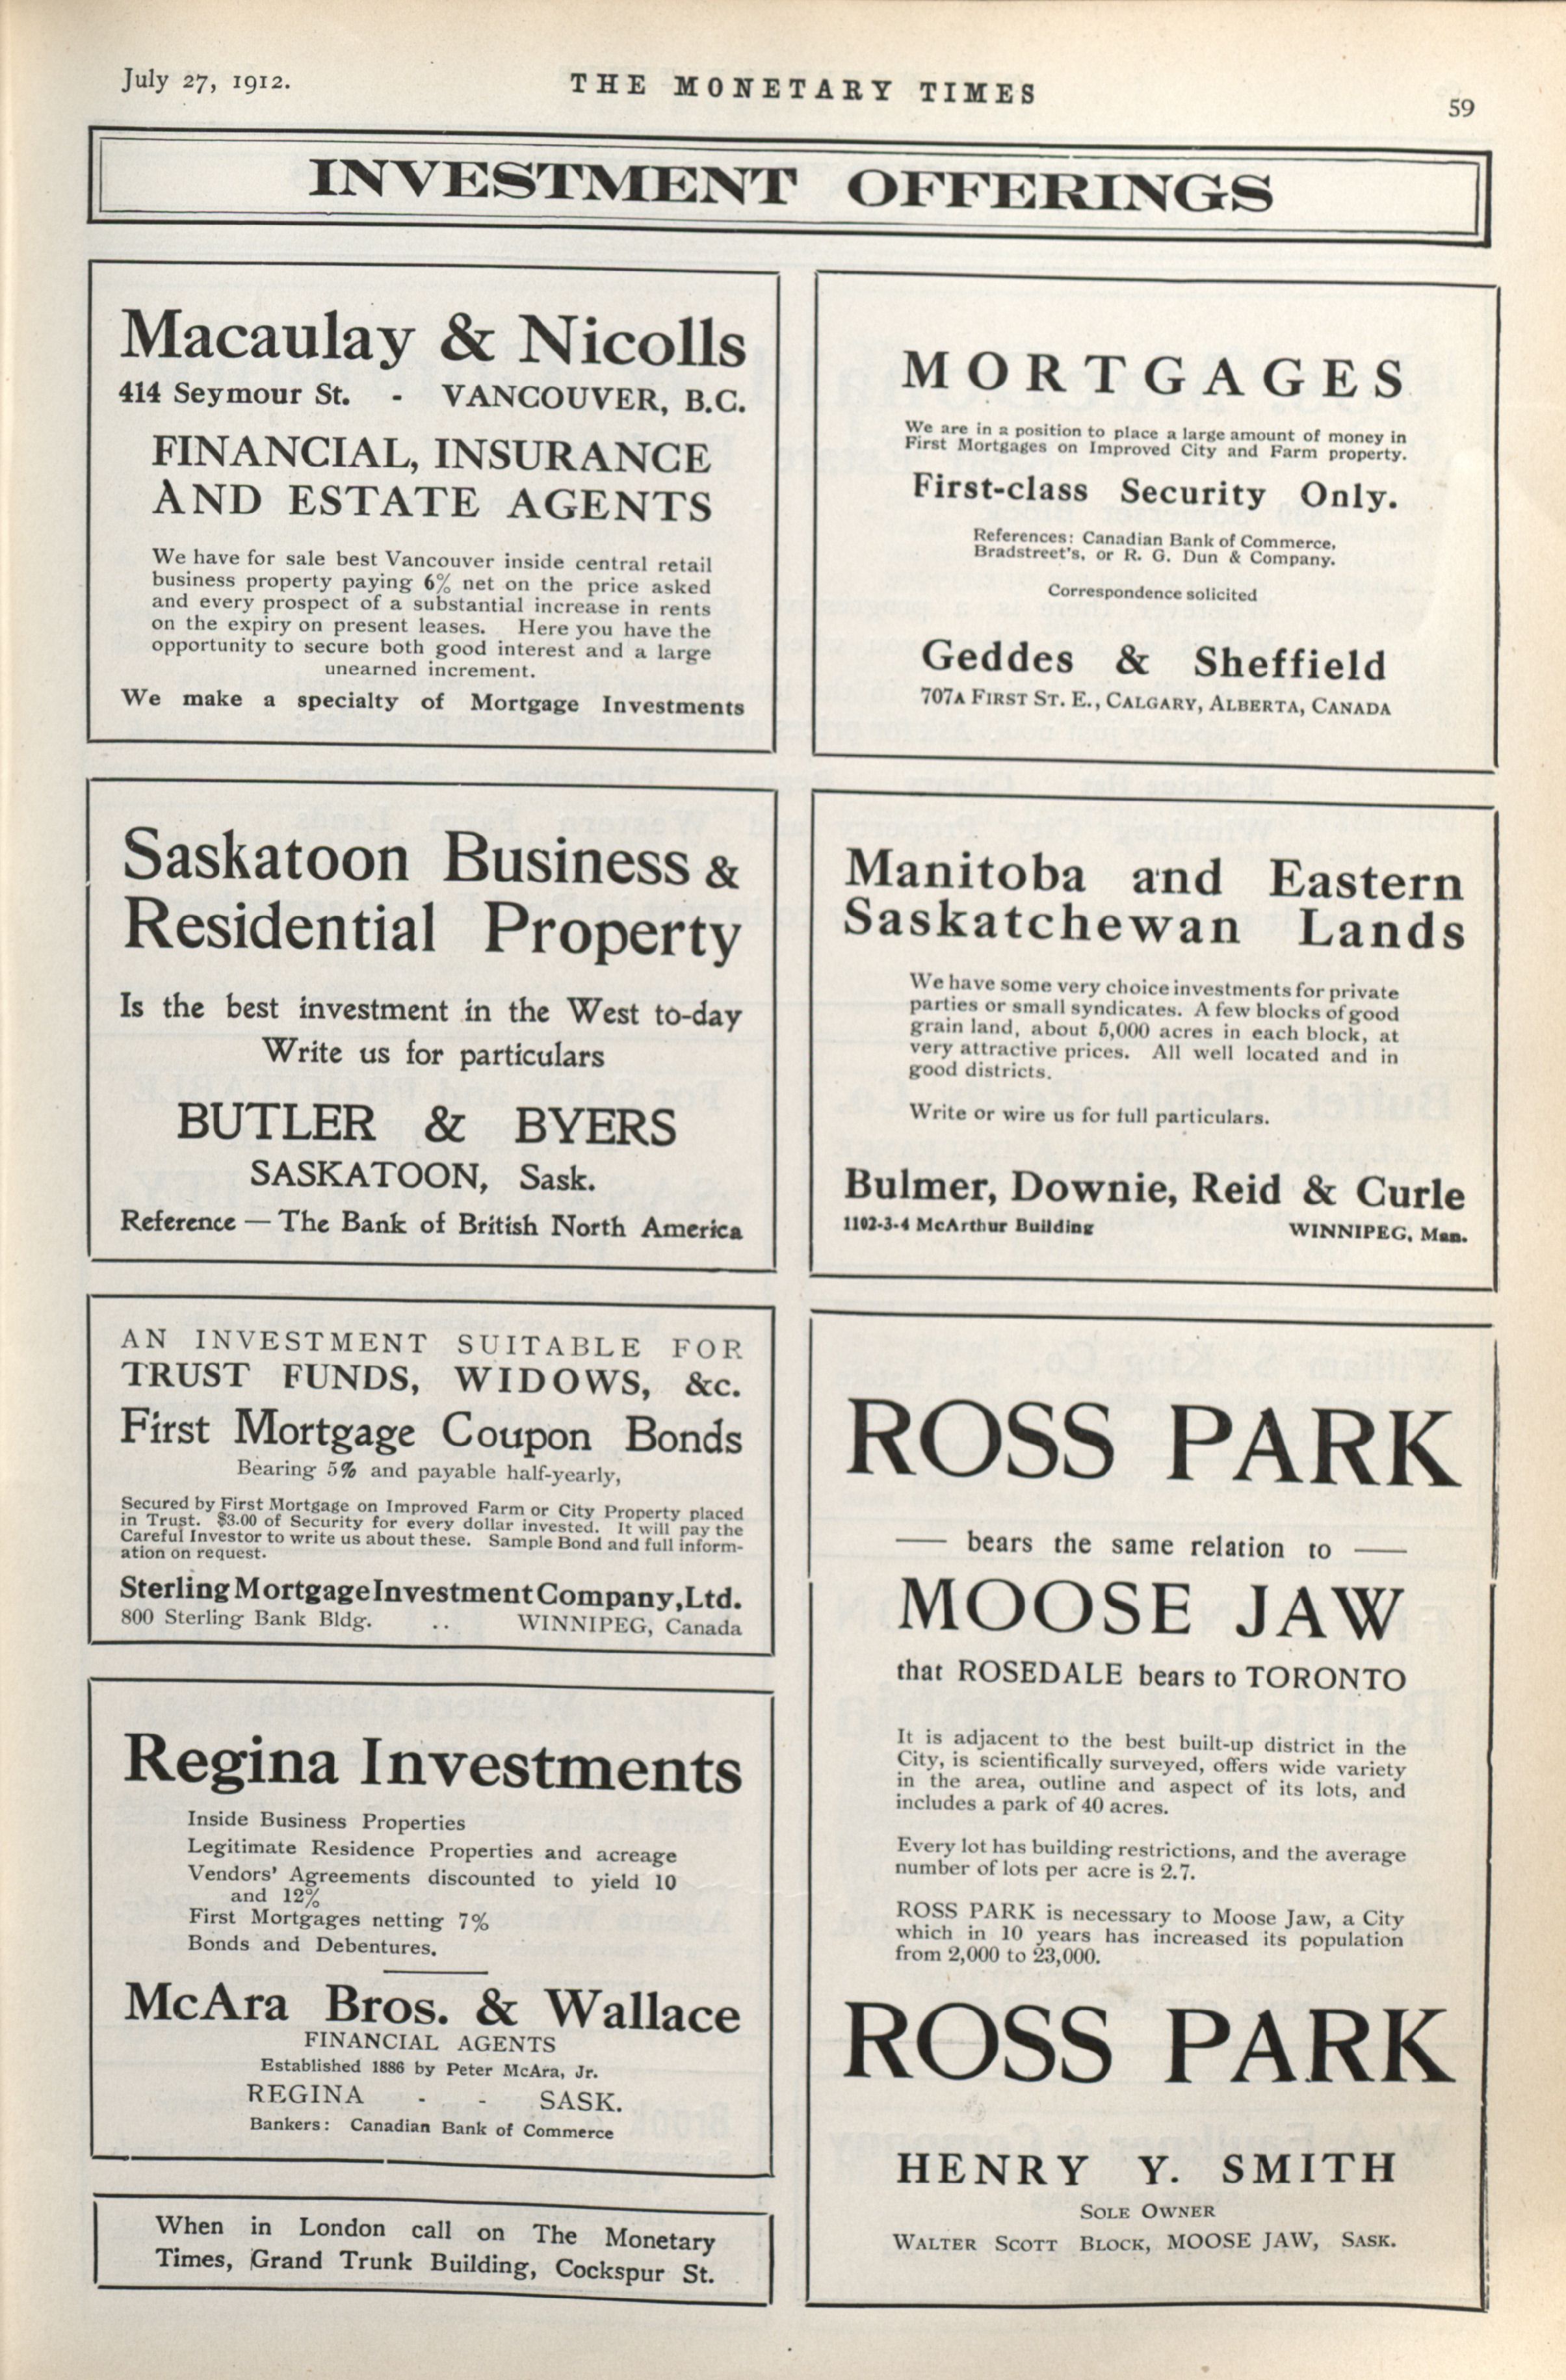 July 27, 1912.
THE MONETARY TIMES
59
INVESTMENT OFFERINGS
Macaulay & Nicolls
414 Seymour St. - VANCOUVER, B.C.
FINANCIAL, INSURANCE
AND ESTATE AGENTS
We have for sale best Vancouver inside central retail
business property paying 6% net on the price asked
and every prospect of a substantial increase in rents
on the expiry on present leases. Here you have the
opportunity to secure both good interest and a large
unearned increment.
We make a specialty of Mortgage Investments
Saskatoon Business &
Residential Property
Is the best investment in the West to-day
Write us for particulars
BUTLER & BYERS
SASKATOON, Sask.
Reference — The Bank of British North America
AN INVESTMENT SUITABLE FOR
TRUST FUNDS, WIDOWS, &c.
First Mortgage Coupon Bonds
Bearing 5% and payable half-yearly,
Secured by First Mortgage on Improved Farm or City Property placed
in Trust. $3.00 of Security for every dollar invested. It will pay the
Careful Investor to write us about these. Sample Bond and full inform-
ation on request.
Sterling Mortgage Investment Company, Ltd.
800 Sterling Bank Bldg. .. WINNIPEG, Canada
Regina Investments
Inside Business Properties
Legitimate Residence Properties and acreage
Vendors' Agreements discounted to yield 10
and 12%
First Mortgages netting 7%
Bonds and Debentures.
McAra Bros. & Wallace
FINANCIAL AGENTS
Established 1886 by Peter McAra, Jr.
REGINA - - SASK.
Bankers: Canadian Bank of Commerce
When in London call on The Monetary
Times, Grand Trunk Building, Cockspur St.
MORTGAGES
We are in a position to place a large amount of money in
First Mortgages on Improved City and Farm property.
First-class Security Only.
References: Canadian Bank of Commerce,
Bradstreet's, or R. G. Dun & Company.
Correspondence solicited
Geddes & Sheffield
707A FIRST ST. E., CALGARY, ALBERTA, CANADA
Manitoba and Eastern
Saskatchewan Lands
We have some very choice investments for private
parties or small syndicates. A few blocks of good
grain land, about 5,000 acres in each block, at
very attractive prices. All well located and in
good districts.
Write or wire us for full particulars.
Bulmer, Downie, Reid & Curle
1102-3-4 McArthur Building WINNIPEG, Man.
ROSS PARK
— bears the same relation to —
MOOSE JAW
that ROSEDALE bears to TORONTO
It is adjacent to the best built-up district in the
City, is scientifically surveyed, offers wide variety
in the area, outline and aspect of its lots, and
includes a park of 40 acres.
Every lot has building restrictions, and the average
number of lots per acre is 2.7.
ROSS PARK is necessary to Moose Jaw, a City
which in 10 years has increased its population
from 2,000 to 23,000.
ROSS PARK
HENRY Y. SMITH
SOLE OWNER
WALTER SCOTT BLOCK, MOOSE JAW, SASK.